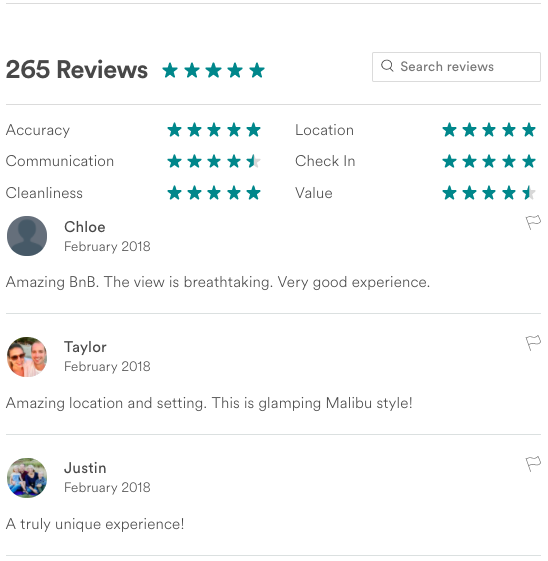 265 Reviews
Search reviews
Accuracy
Location
Communication
Check In
Cleanliness
Value
Chloe
February 2018
Amazing BnB. The view is breathtaking. Very good experience.
Taylor
February 2018
Amazing location and setting. This is glamping Malibu style!
Justin
February 2018
A truly unique experience!